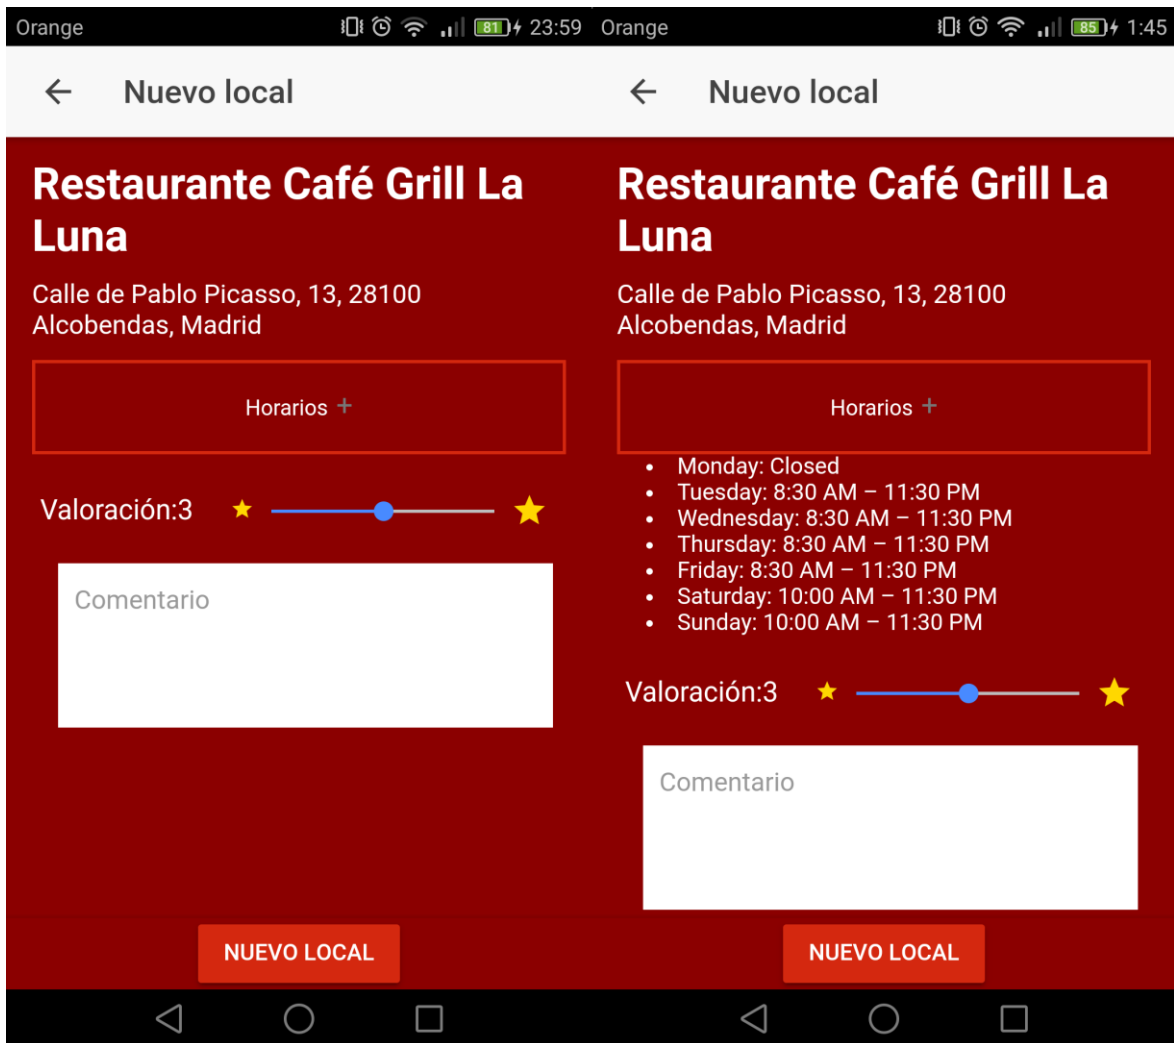 Orange
81 23:59
Nuevo local
Restaurante Café Grill La
Luna
Calle de Pablo Picasso, 13, 28100
Alcobendas, Madrid
Horarios +
Valoración:3
Comentario
NUEVO LOCAL
Orange
85 1:45
Nuevo local
Restaurante Café Grill La
Luna
Calle de Pablo Picasso, 13, 28100
Alcobendas, Madrid
Horarios +
• Monday: Closed
• Tuesday: 8:30 AM – 11:30 PM
• Wednesday: 8:30 AM – 11:30 PM
• Thursday: 8:30 AM – 11:30 PM
• Friday: 8:30 AM – 11:30 PM
• Saturday: 10:00 AM – 11:30 PM
• Sunday: 10:00 AM – 11:30 PM
Valoración:3
Comentario
NUEVO LOCAL